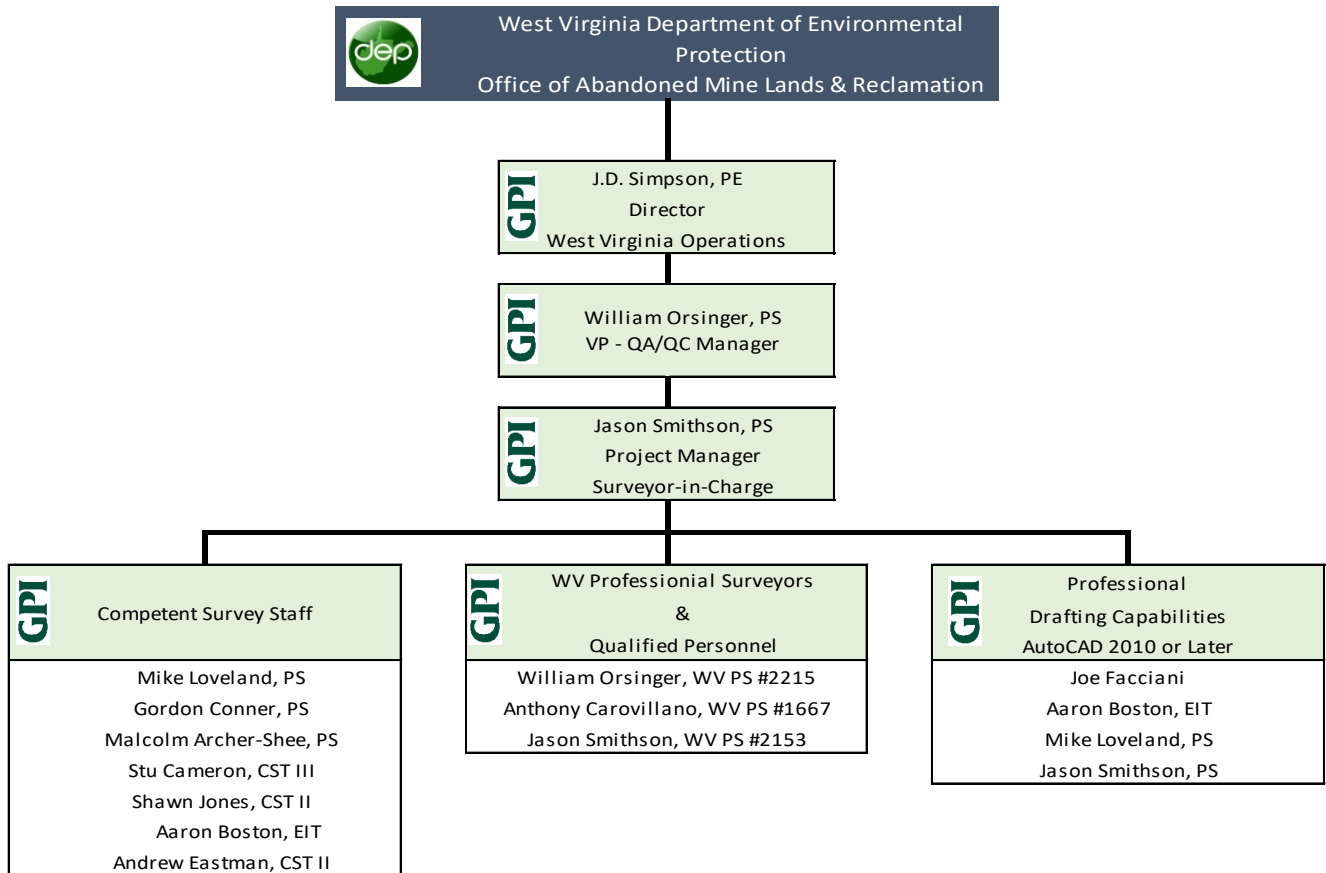 dep
West Virginia Department of Environmental
Protection
Office of Abandoned Mine Lands & Reclamation
GPI
J.D. Simpson, PE
Director
West Virginia Operations
GPI
William Orsinger, PS
VP - QA/QC Manager
GPI
Jason Smithson, PS
Project Manager
Surveyor-in-Charge
GPI
Competent Survey Staff
Mike Loveland, PS
Gordon Conner, PS
Malcolm Archer-Shee, PS
Stu Cameron, CST III
Shawn Jones, CST II
Aaron Boston, EIT
Andrew Eastman, CST II
GPI
WV Professionial Surveyors
&
Qualified Personnel
William Orsinger, WV PS #2215
Anthony Carovillano, WV PS #1667
Jason Smithson, WV PS #2153
GPI
Professional
Drafting Capabilities
AutoCAD 2010 or Later
Joe Facciani
Aaron Boston, EIT
Mike Loveland, PS
Jason Smithson, PS